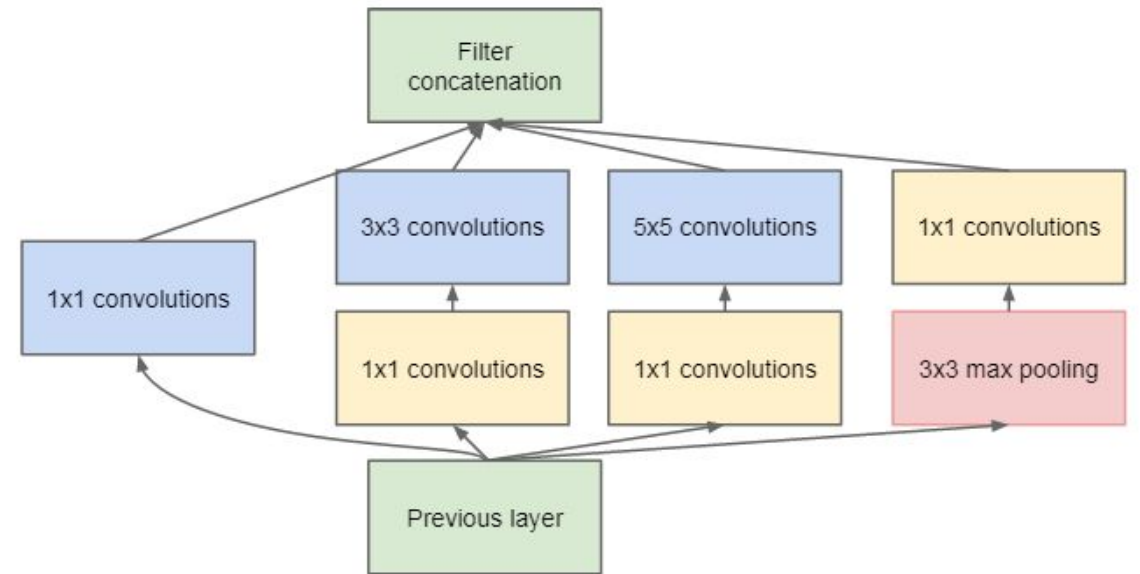 Filter
concatenation
3x3 convolutions
5x5 convolutions
1x1 convolutions
1x1 convolutions
1x1 convolutions
1x1 convolutions
3x3 max pooling
Previous layer